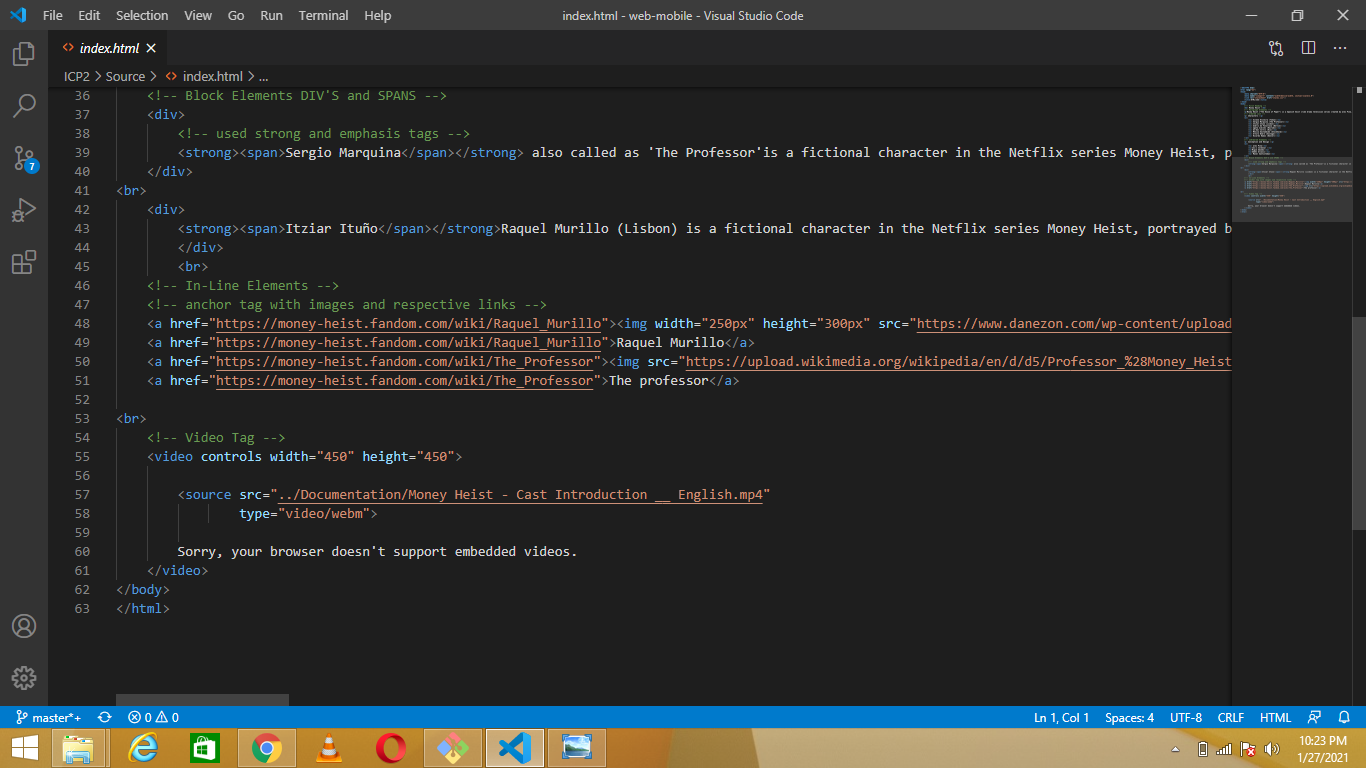 File Edit Selection View Go Run Terminal Help index.html - web-mobile - Visual Studio Code
index.html
ICP2 > Source > index.html > ...
36 <!-- Block Elements DIV'S and SPANS -->
37 <div>
38 <!-- used strong and emphasis tags -->
39 <strong><span>Sergio Marquina</span></strong> also called as 'The Professor'is a fictional character in the Netflix series Money Heist, p
40 </div>
41 <br>
42 <div>
43 <strong><span>Itziar Ituño</span></strong>Raquel Murillo (Lisbon) is a fictional character in the Netflix series Money Heist, portrayed b
44 </div>
45 <br>
46 <!-- In-Line Elements -->
47 <!-- anchor tag with images and respective links -->
48 <a href="https://money-heist.fandom.com/wiki/Raquel_Murillo"><img width="250px" height="300px" src="https://www.danezon.com/wp-content/upload
49 <a href="https://money-heist.fandom.com/wiki/Raquel_Murillo">Raquel Murillo</a>
50 <a href="https://money-heist.fandom.com/wiki/The_Professor"><img src="https://upload.wikimedia.org/wikipedia/en/d/d5/Professor_%28Money_Heist
51 <a href="https://money-heist.fandom.com/wiki/The_Professor">The professor</a>
52
53 <br>
54 <!-- Video Tag -->
55 <video controls width="450" height="450">
56
57 <source src="../Documentation/Money Heist - Cast Introduction __ English.mp4"
58 type="video/webm">
59
60 Sorry, your browser doesn't support embedded videos.
61 </video>
62 </body>
63 </html>
7
master*+ 0 0 Ln 1, Col 1 Spaces: 4 UTF-8 CRLF HTML
10:23 PM
1/27/2021